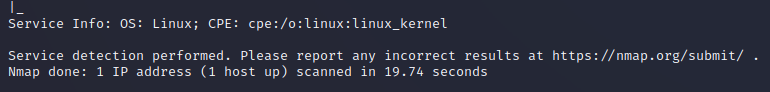 |_
Service Info: OS: Linux; CPE: cpe:/o:linux:linux_kernel
Service detection performed. Please report any incorrect results at https://nmap.org/submit/ .
Nmap done: 1 IP address (1 host up) scanned in 19.74 seconds